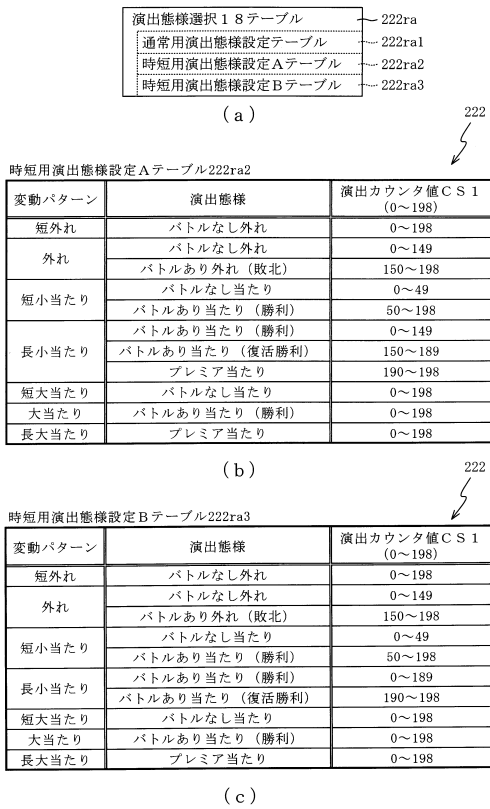 演出態様選択18テーブル 222ra
通常用演出態様設定テーブル 222ra1
時短用演出態様設定Aテーブル 222ra2
時短用演出態様設定Bテーブル 222ra3
(a)
222
時短用演出態様設定Aテーブル222ra2
変動パターン 演出態様 演出カウンタ値CS1
(0～198)
短外れ バトルなし外れ 0～198
外れ バトルなし外れ 0～149
バトルあり外れ(敗北) 150～198
短小当たり バトルなし当たり 0～49
バトルあり当たり(勝利) 50～198
長小当たり バトルあり当たり(勝利) 0～149
バトルあり当たり(復活勝利) 150～189
プレミア当たり 190～198
短大当たり バトルなし当たり 0～198
大当たり バトルあり当たり(勝利) 0～198
長大当たり プレミア当たり 0～198
(b)
222
時短用演出態様設定Bテーブル222ra3
変動パターン 演出態様 演出カウンタ値CS1
(0～198)
短外れ バトルなし外れ 0～198
外れ バトルなし外れ 0～149
バトルあり外れ(敗北) 150～198
短小当たり バトルなし当たり 0～49
バトルあり当たり(勝利) 50～198
長小当たり バトルあり当たり(勝利) 0～189
バトルあり当たり(復活勝利) 190～198
短大当たり バトルなし当たり 0～198
大当たり バトルあり当たり(勝利) 0～198
長大当たり プレミア当たり 0～198
(c)